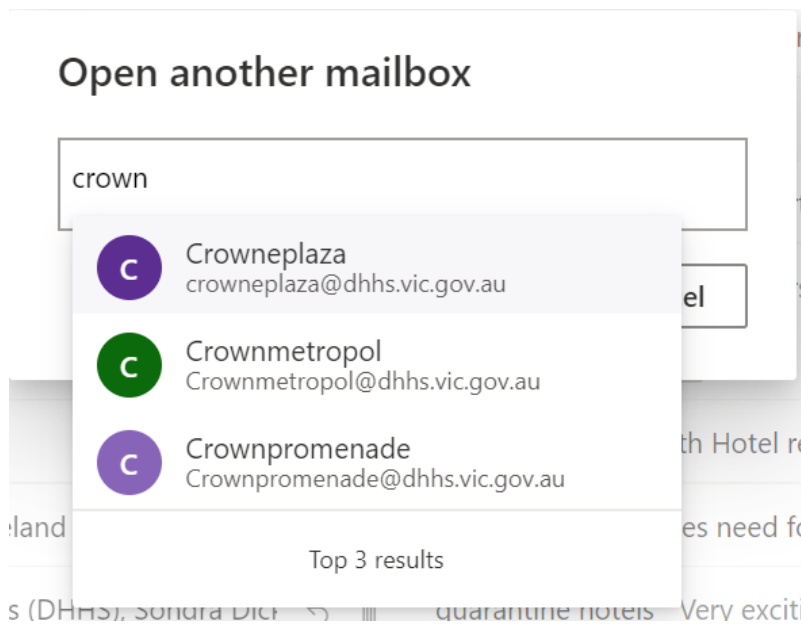 Open another mailbox
crown
C
Crowneplaza
crowneplaza@dhhs.vic.gov.au
el
C
Crownmetropol
Crownmetropol@dhhs.vic.gov.au
C
Crownpromenade
Crownpromenade@dhhs.vic.gov.au
th Hotel re
eland
es need fo
Top 3 results
s (DHHS), Sondra Dick
quarantine hotels Very exciti